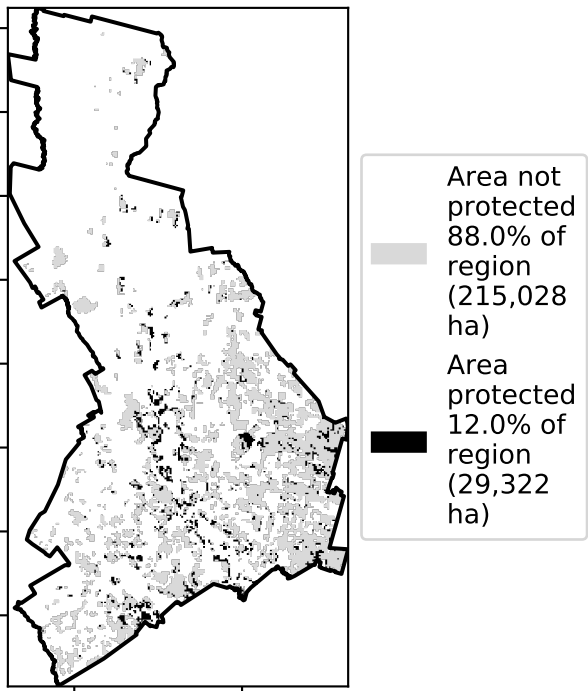 Area not
protected
88.0% of
region
(215,028
ha)
Area
protected
12.0% of
region
(29,322
ha)